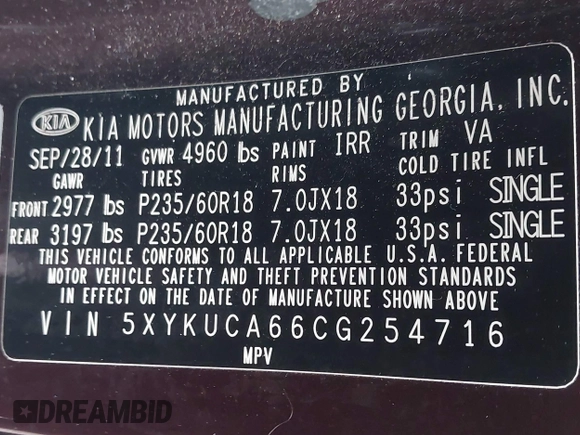 MANUFACTURED BY
KIA KIA MOTORS MANUFACTURING GEORGIA, INC.
SEP/28/11 GVWR 4960 lbs PAINT IRR TRIM VA
GAWR TIRES RIMS COLD TIRE INFL
FRONT 2977 lbs P235/60R18 7.0JX18 33psi SINGLE
REAR 3197 lbs P235/60R18 7.0JX18 33psi SINGLE
THIS VEHICLE CONFORMS TO ALL APPLICABLE U.S.A. FEDERAL
MOTOR VEHICLE SAFETY AND THEFT PREVENTION STANDARDS
IN EFFECT ON THE DATE OF MANUFACTURE SHOWN ABOVE
VIN 5XYKUCA66CG254716
MPV
DREAMBID